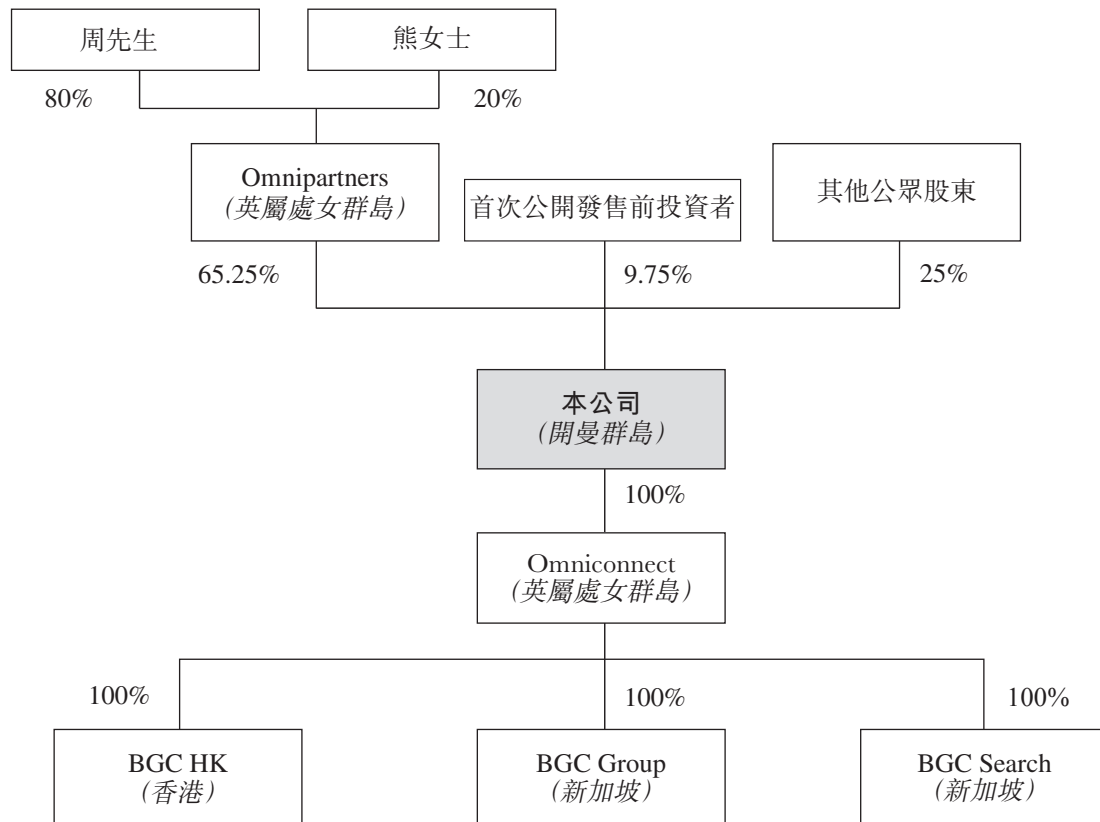 周先生
熊女士
80%
20%
Omnipartners
(英屬處女群島)
首次公開發售前投資者
其他公眾股東
65.25%
9.75%
25%
本公司
(開曼群島)
100%
Omniconnect
(英屬處女群島)
100%
100%
100%
BGC HK
(香港)
BGC Group
(新加坡)
BGC Search
(新加坡)